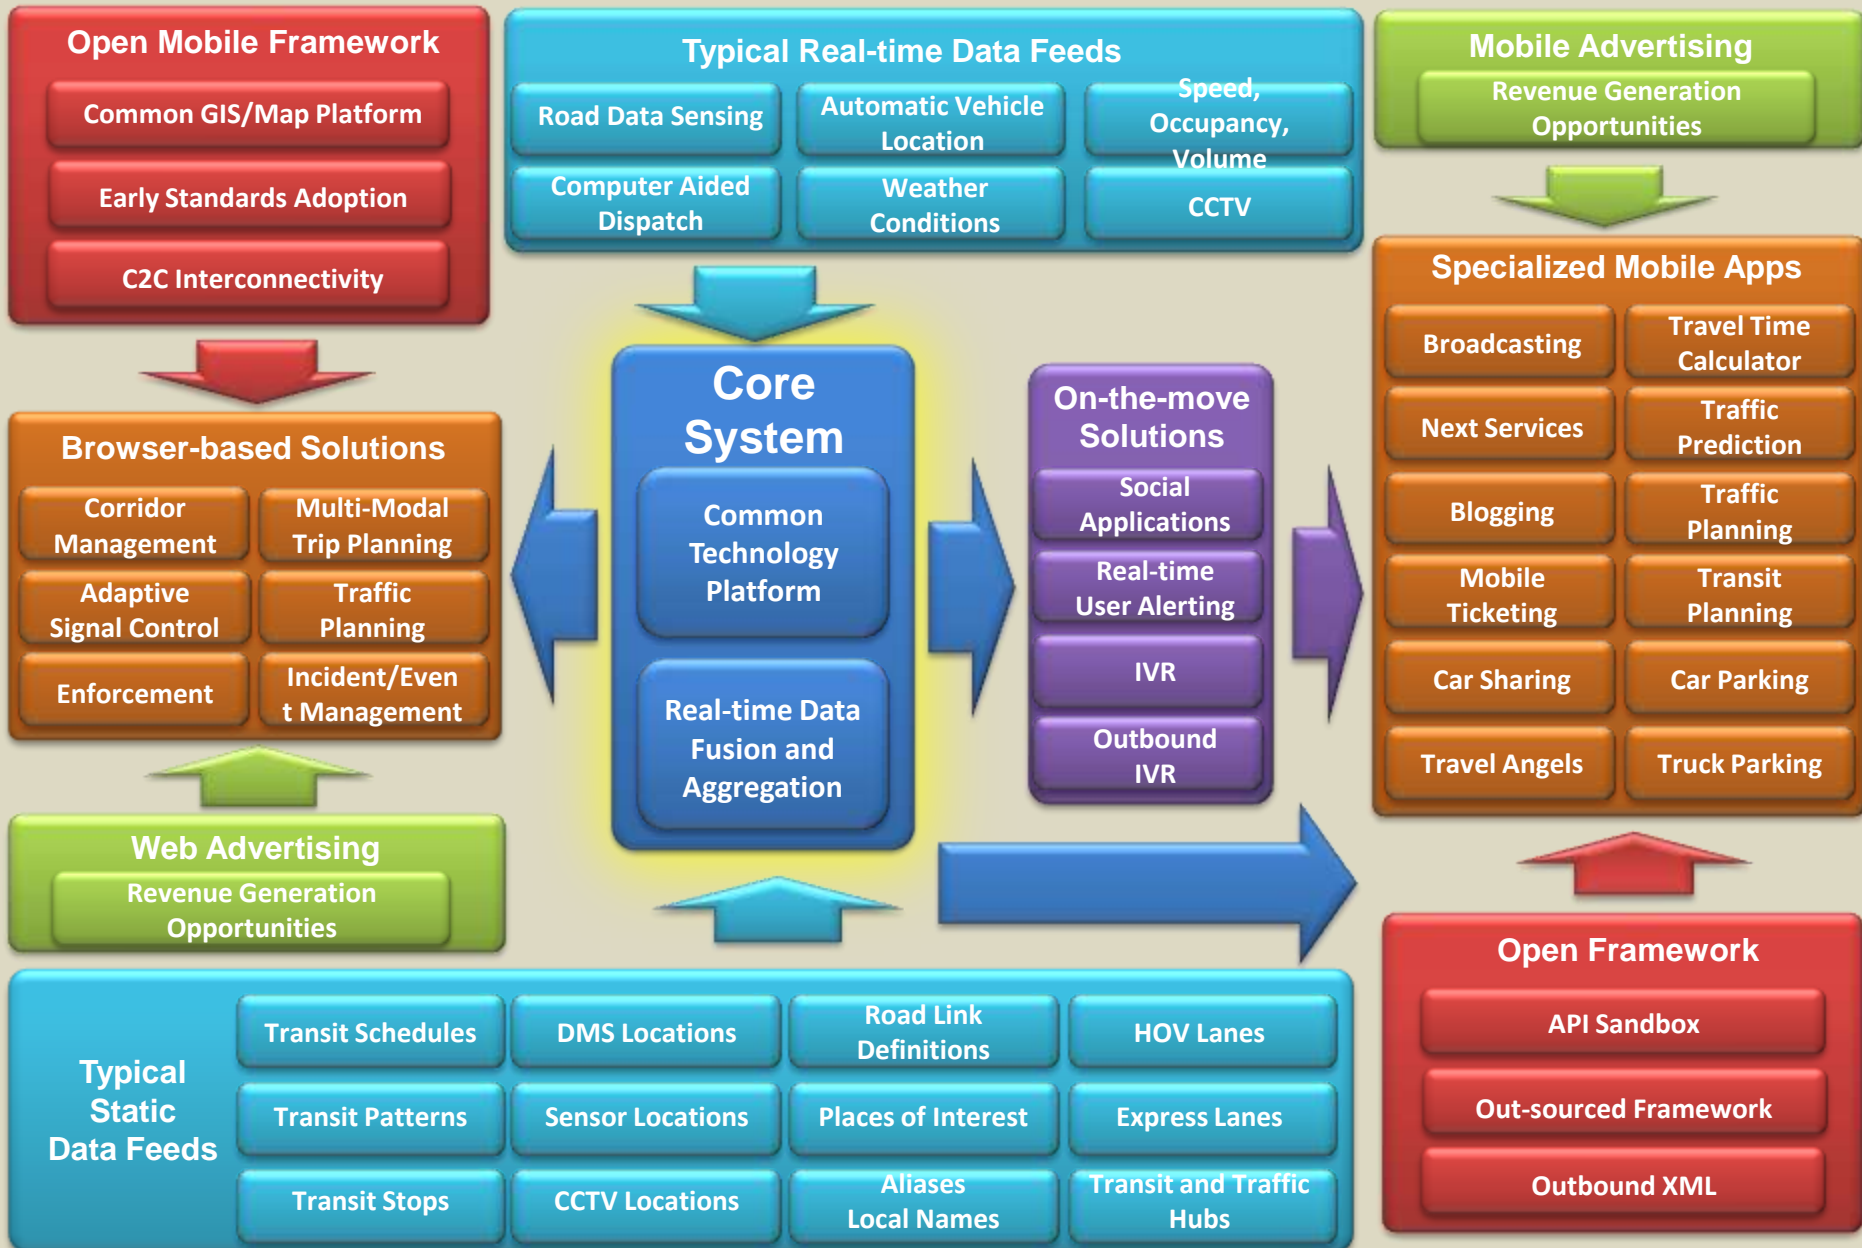 Open Mobile Framework
Common GIS/Map Platform
Early Standards Adoption
C2C Interconnectivity
Typical Real-time Data Feeds
Road Data Sensing
Automatic Vehicle
Location
Speed,
Occupancy,
Volume
Computer Aided
Dispatch
Weather
Conditions
CCTV
Mobile Advertising
Revenue Generation
Opportunities
Browser-based Solutions
Corridor
Management
Multi-Modal
Trip Planning
Adaptive
Signal Control
Traffic
Planning
Enforcement
Incident/Even
t Management
Core
System
Common
Technology
Platform
Real-time Data
Fusion and
Aggregation
On-the-move
Solutions
Social
Applications
Real-time
User Alerting
IVR
Outbound
IVR
Specialized Mobile Apps
Broadcasting
Travel Time
Calculator
Next Services
Traffic
Prediction
Blogging
Traffic
Planning
Mobile
Ticketing
Transit
Planning
Car Sharing
Car Parking
Travel Angels
Truck Parking
Web Advertising
Revenue Generation
Opportunities
Typical
Static
Data Feeds
Transit Schedules
DMS Locations
Road Link
Definitions
HOV Lanes
Transit Patterns
Sensor Locations
Places of Interest
Express Lanes
Transit Stops
CCTV Locations
Aliases
Local Names
Transit and Traffic
Hubs
Open Framework
API Sandbox
Out-sourced Framework
Outbound XML